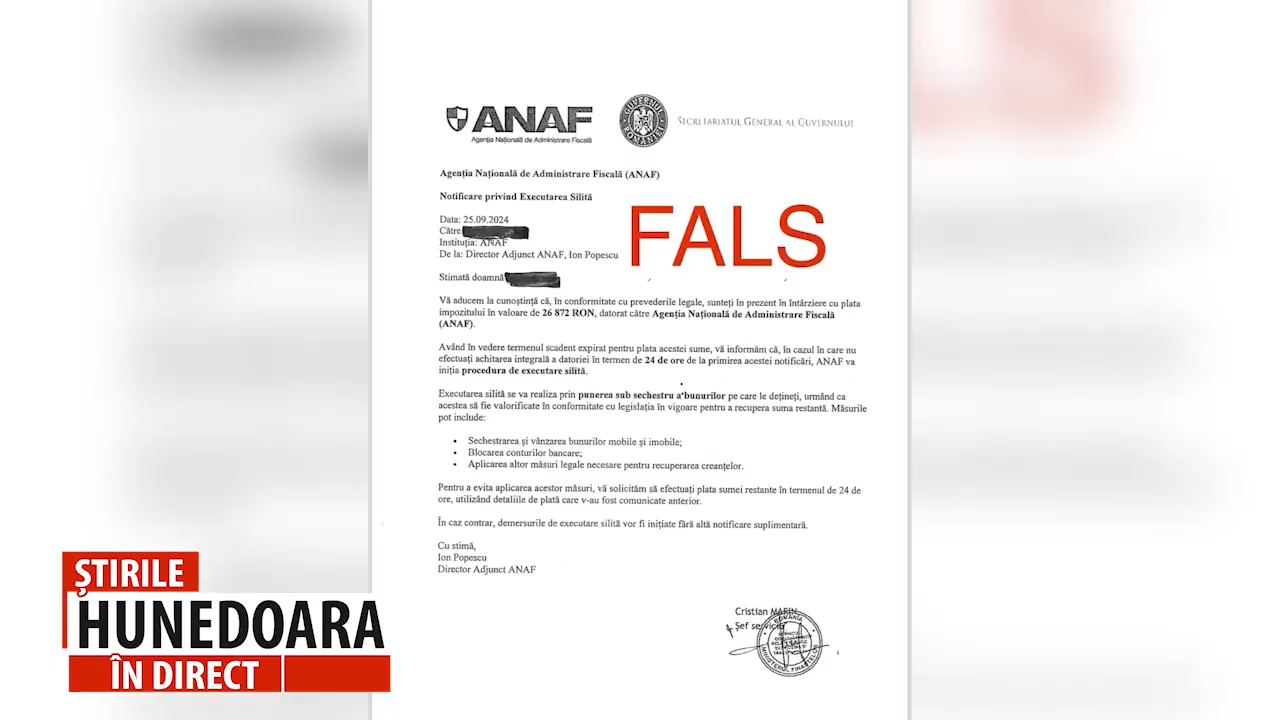 ANAF
Agenția Națională de Administrare Fiscală
GUVERNUL ROMÂNIEI
SECRETARIATUL GENERAL AL GUVERNULUI
Agenția Națională de Administrare Fiscală (ANAF)
Notificare privind Executarea Silită
FALS
Data: 25.09.2024
Către
Instituția: ANAF
De la: Director Adjunct ANAF, Ion Popescu
Stimată doamnă
Vă aducem la cunoștință că, în conformitate cu prevederile legale, sunteți în prezent în întârziere cu plata
impozitului în valoare de 26 872 RON, datorat către Agenția Națională de Administrare Fiscală
(ANAF).
Având în vedere termenul scadent expirat pentru plata acestei sume, vă informăm că, în cazul în care nu
efectuați achitarea integrală a datoriei în termen de 24 de ore de la primirea acestei notificări, ANAF va
iniția procedura de executare silită.
Executarea silită se va realiza prin punerea sub sechestru a bunurilor pe care le dețineți, urmând ca
acestea să fie valorificate în conformitate cu legislația în vigoare pentru a recupera suma restantă. Măsurile
pot include:
• Sechestrarea și vânzarea bunurilor mobile și imobile;
• Blocarea conturilor bancare;
• Aplicarea altor măsuri legale necesare pentru recuperarea creanțelor.
Pentru a evita aplicarea acestor măsuri, vă solicităm să efectuați plata sumei restante în termenul de 24 de
ore, utilizând detaliile de plată care v-au fost comunicate anterior.
În caz contrar, demersurile de executare silită vor fi inițiate fără altă notificare suplimentară.
Cu stimă,
Ion Popescu
Director Adjunct ANAF
Cristian MARIN
Șef serviciu
ROMÂNIA
MINISTERUL FINANȚELOR
ȘTIRILE
HUNEDOARA
ÎN DIRECT